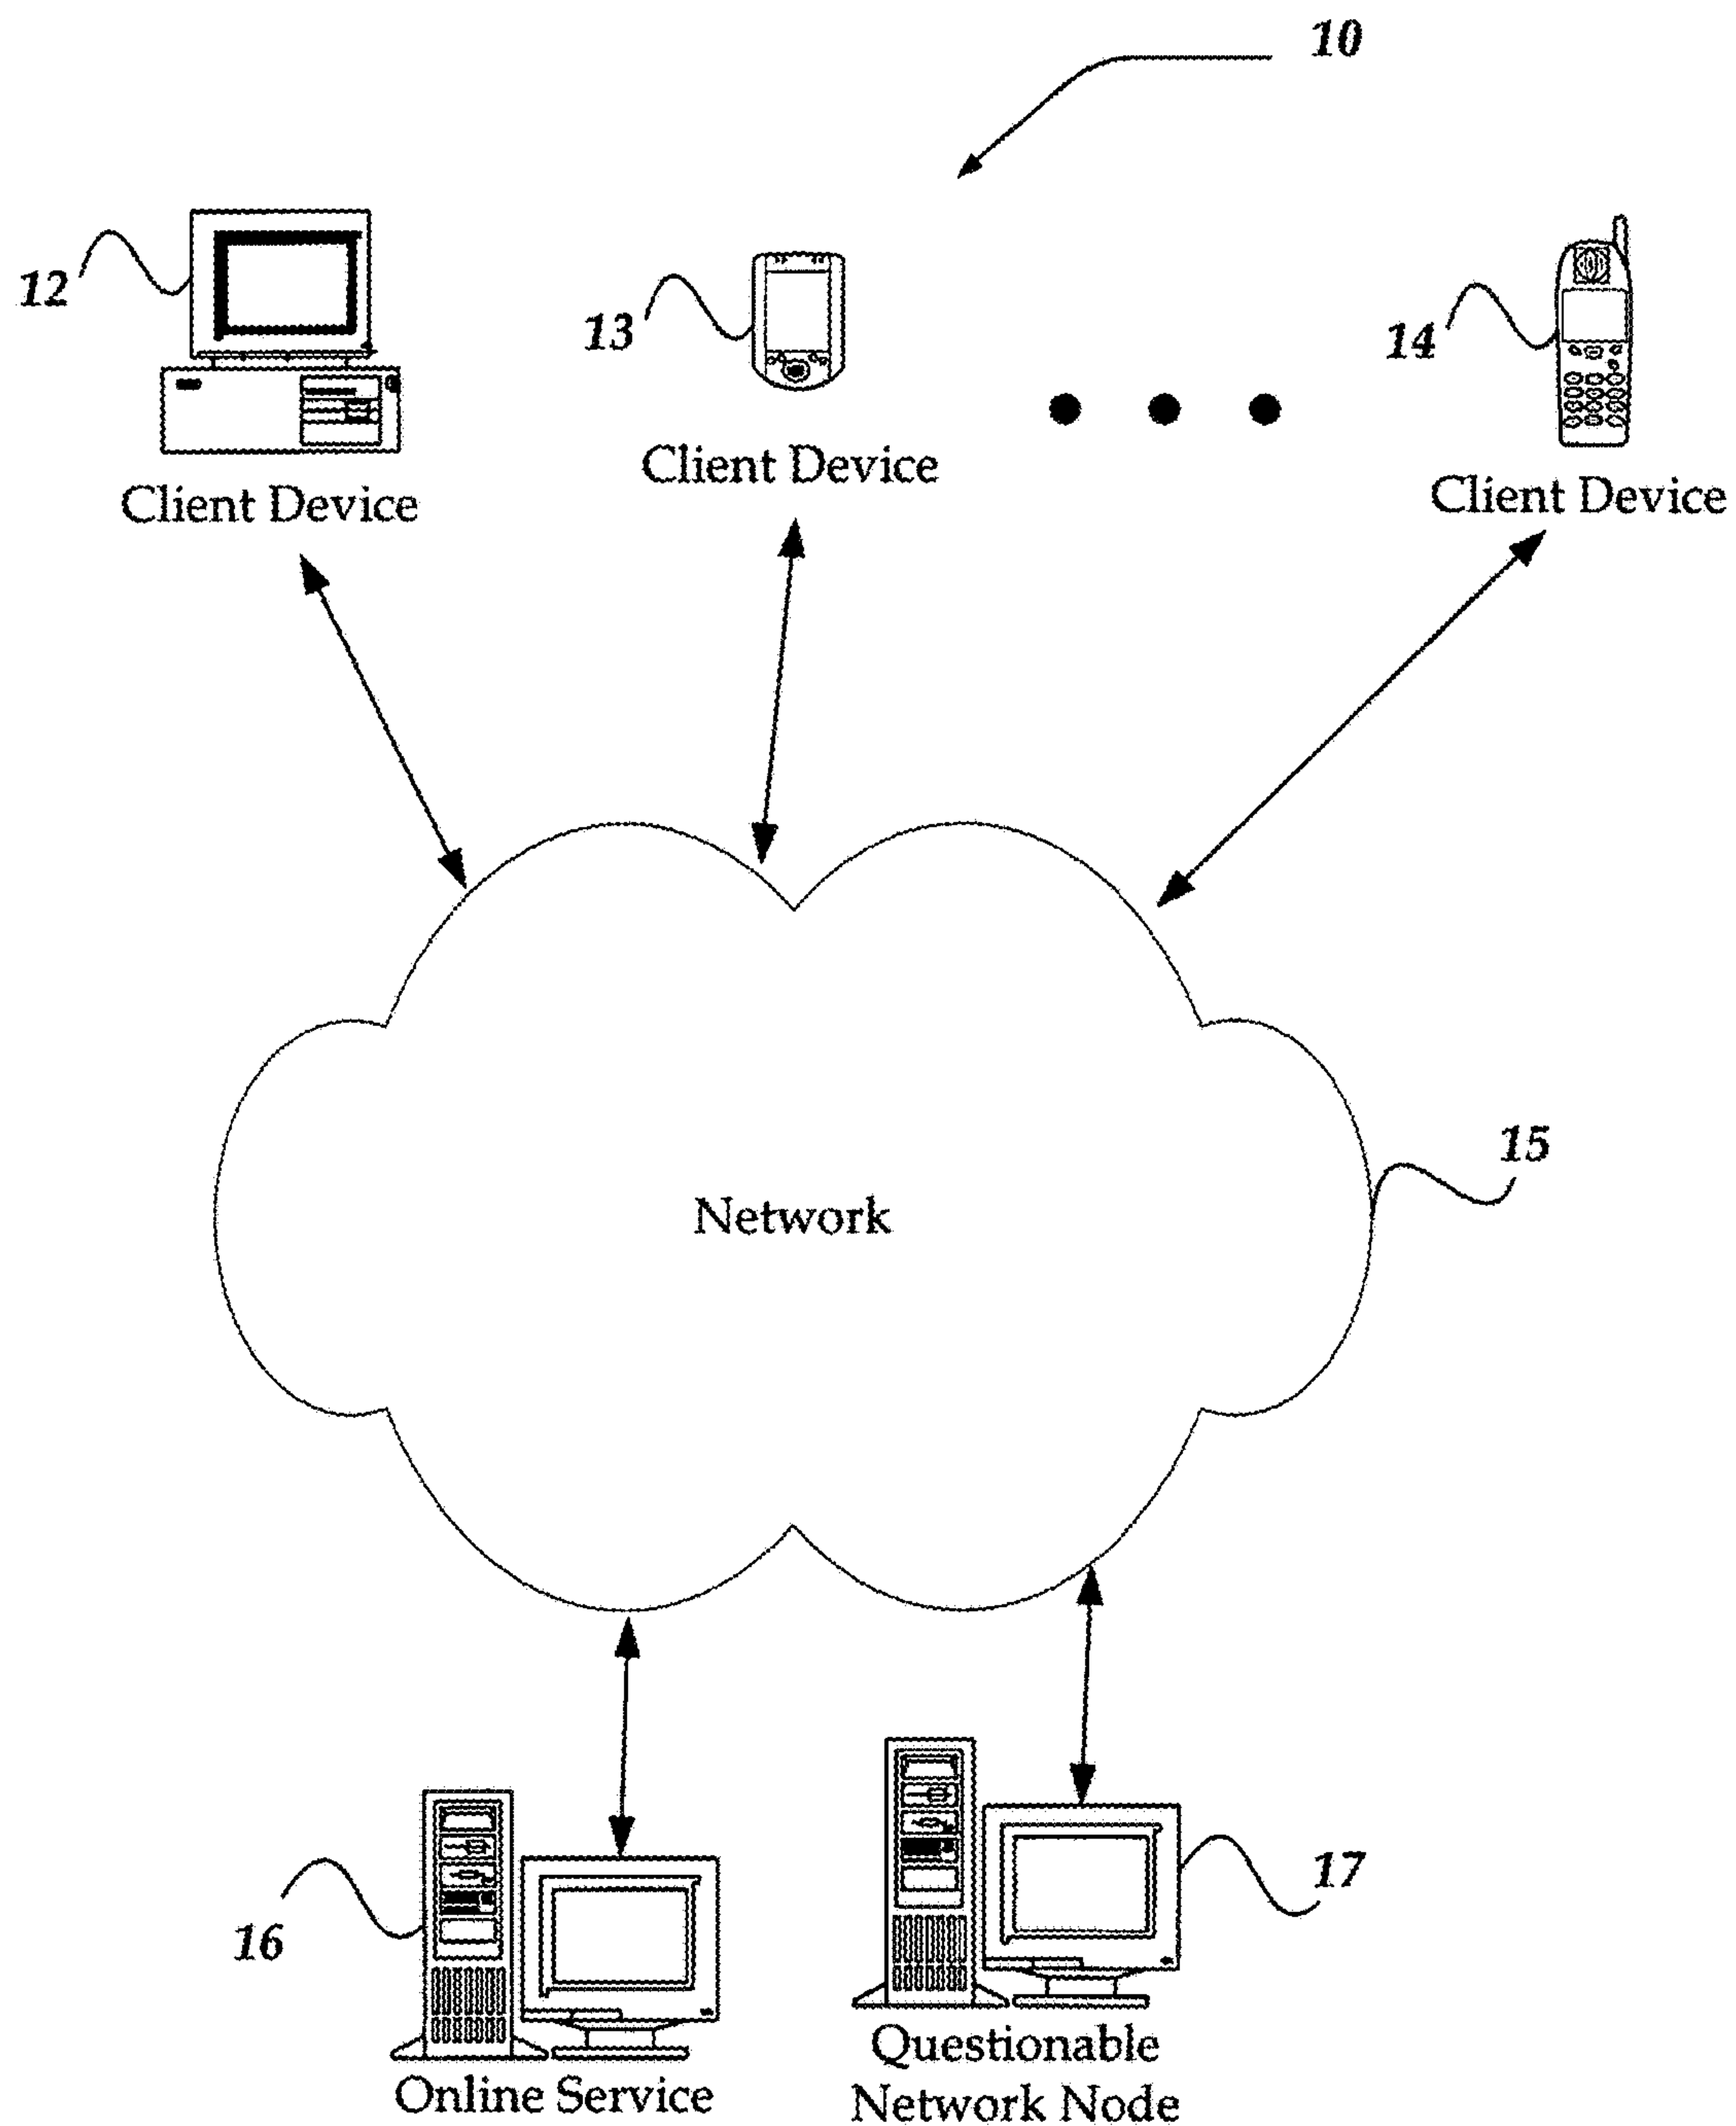 10
12
13
14
Client Device
Client Device
Client Device
15
Network
16
17
Online Service
Questionable
Network Node